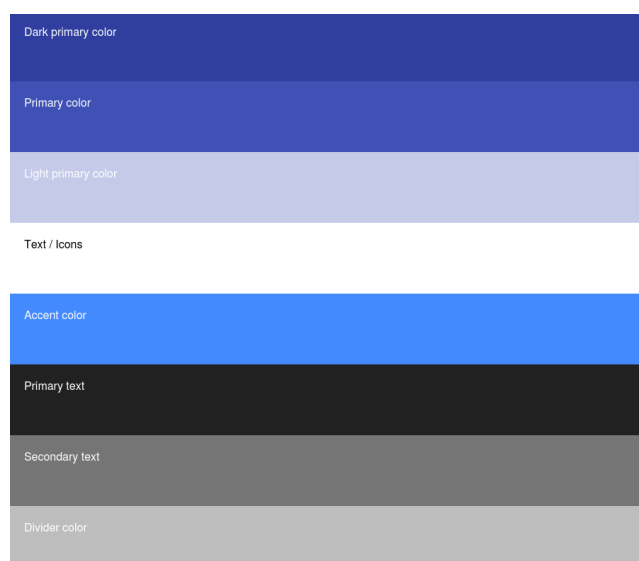 Dark primary color
Primary color
Light primary color
Text / Icons
Accent color
Primary text
Secondary text
Divider color